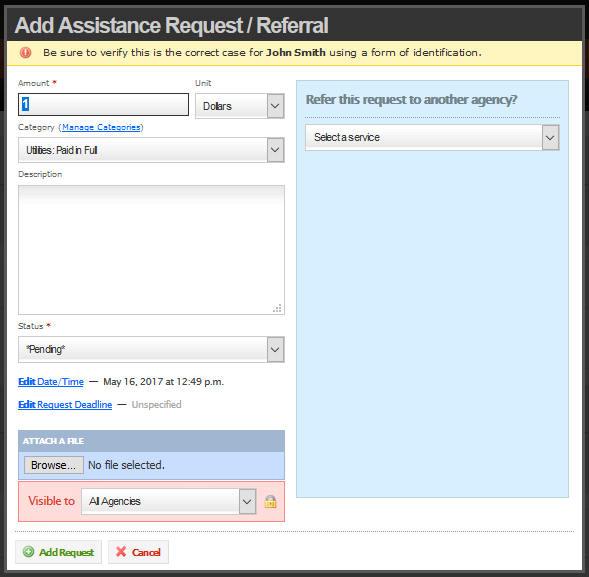 Add Assistance Request / Referral
Be sure to verify this is the correct case for John Smith using a form of identification.
Amount *
Unit
1
Dollars
Category (Manage Categories)
Utilities: Paid in Full
Description
Status *
*Pending*
Edit Date/Time — May 16, 2017 at 12:49 p.m.
Edit Request Deadline — Unspecified
ATTACH A FILE
Browse... No file selected.
Visible to All Agencies
Refer this request to another agency?
Select a service
Add Request
Cancel